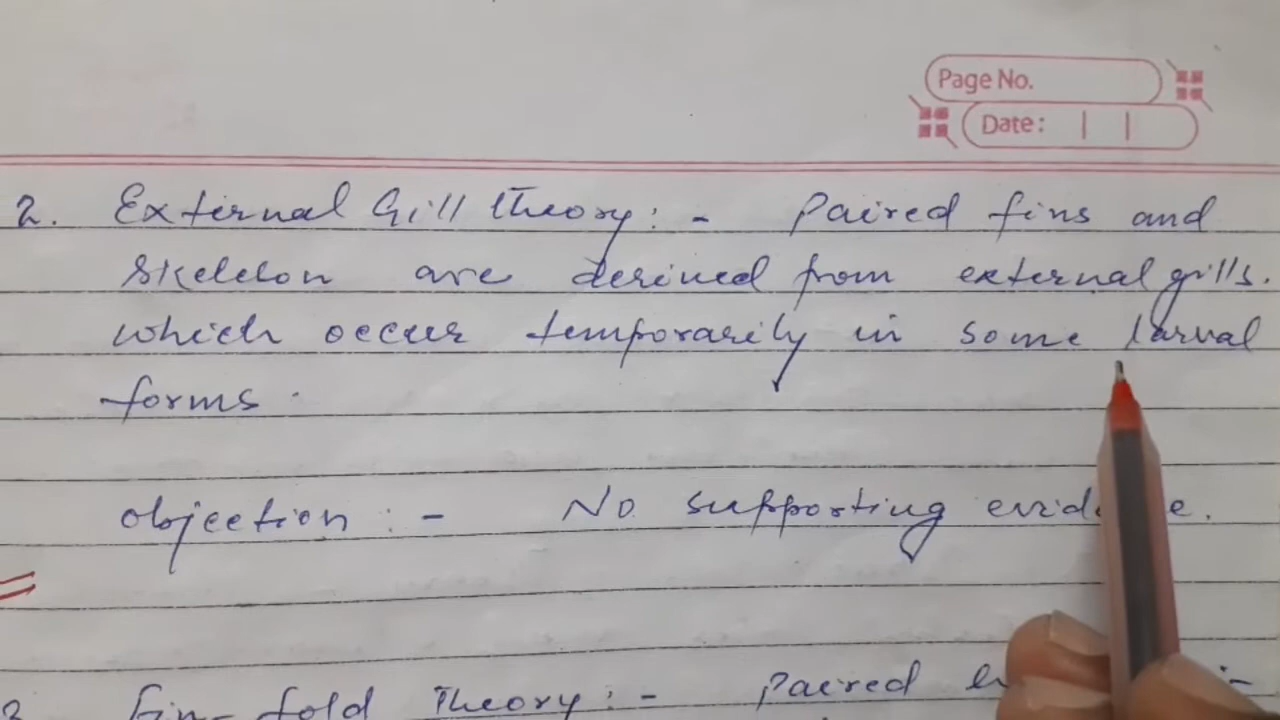 Page No.
Date:
2. External Gill theory: - Paired fins and
skeleton are derived from external gills.
which occur temporarily in some larval
forms.
objection :- No supporting
3. Fin-fold Theory: - Paired